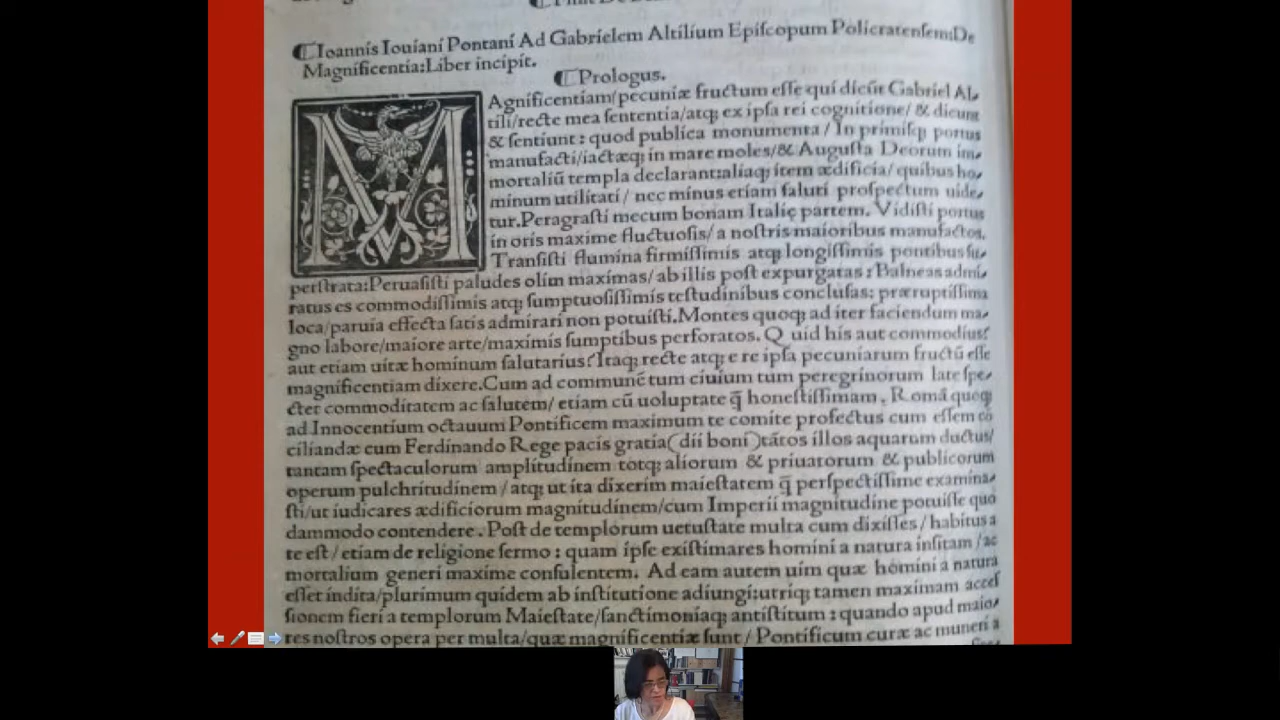 ⸿Ioannis Iouiani Pontani Ad Gabrielem Altilium Epiſcopum Policratenſem:De
Magnificentia:Liber incipit.
⸿Prologus.
MAgnificentiam/pecuniæ fructum eſſe qui dicũt Gabriel Al⸗
tili/recte mea ſententia/atq; ex ipſa rei cognitione/ & dicunt
& ſentiunt : quod publica monumenta / In primiſq; portus
manufacti/iactæq; in mare moles/& Auguſta Deorum im⸗
mortaliũ templa declarant:aliaq; item ædificia/ quibus ho⸗
minum utilitati / nec minus etiam ſaluti proſpectum uide⸗
tur.Peragraſti mecum bonam Italię partem. Vidiſti portus
in oris maxime fluctuoſis/ a noſtris maioribus manufactos.
Tranſiſti flumina firmiſſimis atq; longiſſimis pontibus ſu⸗
perſtrata:Peruaſiſti paludes olim maximas/ ab illis poſt expurgatas : Balneas admi⸗
ratus es commodiſſimis atq; ſumptuoſiſſimis teſtudinibus concluſas: præruptiſſima
loca/paruia effecta ſatis admirari non potuiſti.Montes quoq; ad iter faciendum ma⸗
gno labore/maiore arte/maximis ſumptibus perforatos. Q uid his aut commodius?
aut etiam uitæ hominum ſalutarius?Itaq; recte atq; e re ipſa pecuniarum fructũ eſſe
magnificentiam dixere.Cum ad communẽ tum ciuium tum peregrinorum late ſpe⸗
ctet commoditatem ac ſalutem/ etiam cũ uoluptate q̃ honeſtiſſimam . Romã quoq;
ad Innocentium octauum Pontificem maximum te comite profectus cum eſſem cõ
ciliandæ cum Ferdinando Rege pacis gratia(dii boni)tãtos illos aquarum ductus/
tantam ſpectaculorum amplitudinem totq; aliorum & priuatorum & publicorum
operum pulchritudinem / atq; ut ita dixerim maieſtatem q̃ perſpectiſſime examina⸗
ſti/ut iudicares ædificiorum magnitudinem/cum Imperii magnitudine potuiſſe quo
dammodo contendere . Poſt de templorum uetuſtate multa cum dixiſſes / habitus a
te eſt / etiam de religione ſermo : quam ipſe exiſtimares homini a natura inſitam / ac
mortalium generi maxime conſulentem. Ad eam autem uim quæ homini a natura
eſſet indita/plurimum quidem ab inſtitutione adiungi:utriq; tamen maximam acceſ
ſionem fieri a templorum Maieſtate/ſanctimoniaq; antiſtitum : quando apud maio⸗
res noſtros opera per multa/quæ magnificentiæ ſunt / Pontificum curæ ac muneri a